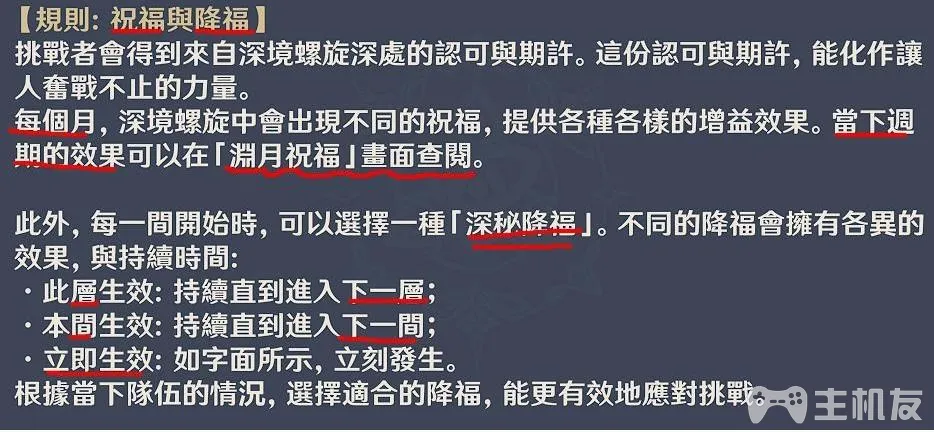 【規則: 祝福與降福】
挑戰者會得到來自深境螺旋深處的認可與期許。這份認可與期許, 能化作讓
人奮戰不止的力量。
每個月, 深境螺旋中會出現不同的祝福, 提供各種各樣的增益效果。當下週
期的效果可以在「淵月祝福」畫面查閱。
此外, 每一間開始時, 可以選擇一種「深秘降福」。不同的降福會擁有各異的
效果, 與持續時間:
·此層生效: 持續直到進入下一層;
·本間生效: 持續直到進入下一間;
·立即生效: 如字面所示, 立刻發生。
根據當下隊伍的情況, 選擇適合的降福, 能更有效地應對挑戰。
主机友